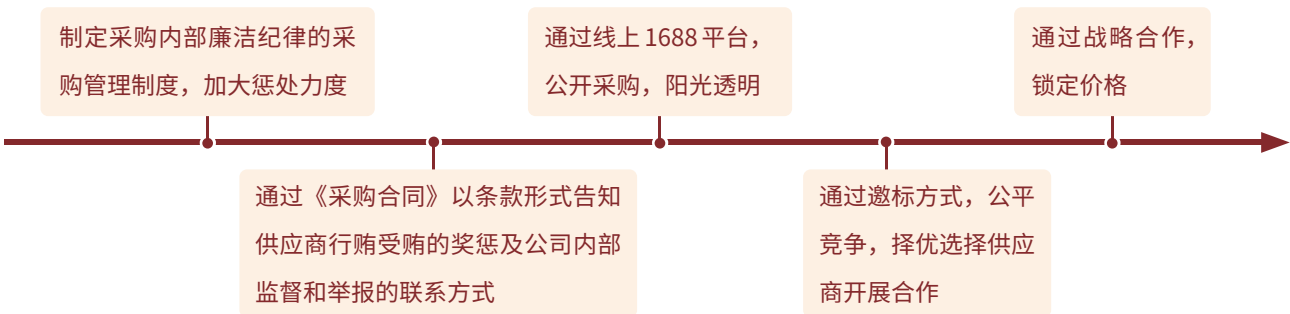 制定采购内部廉洁纪律的采
购管理制度，加大惩处力度
通过《采购合同》以条款形式告知
供应商行贿受贿的奖惩及公司内部
监督和举报的联系方式
通过线上1688平台，
公开采购，阳光透明
通过邀标方式，公平
竞争，择优选择供应
商开展合作
通过战略合作，
锁定价格